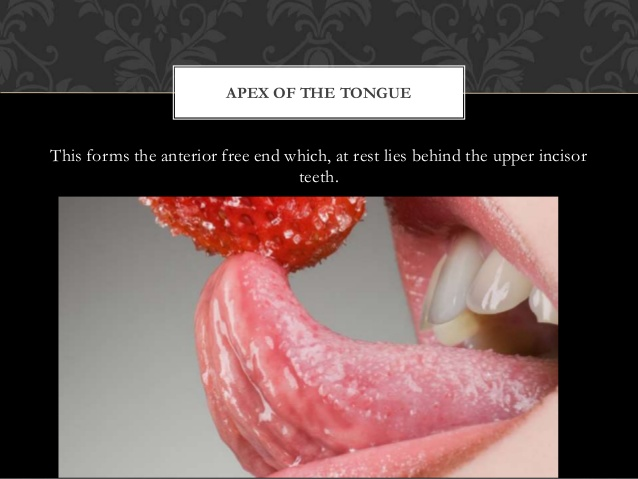 APEX OF THE TONGUE
This forms the anterior free end which, at rest lies behind the upper incisor
teeth.